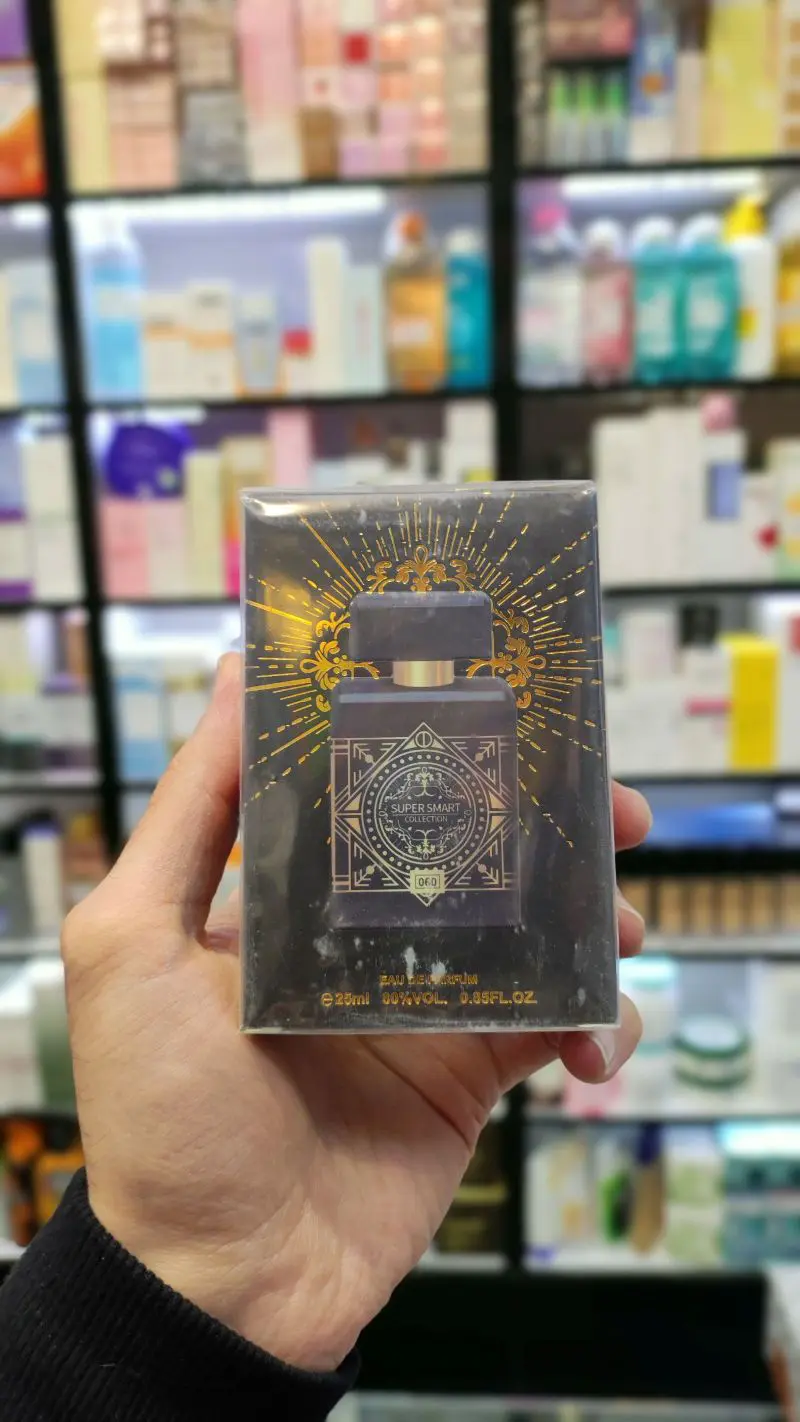 SUPER SMART
COLLECTION
060
EAU DE PARFUM
℮25ml 80%VOL. 0.85FL.OZ.